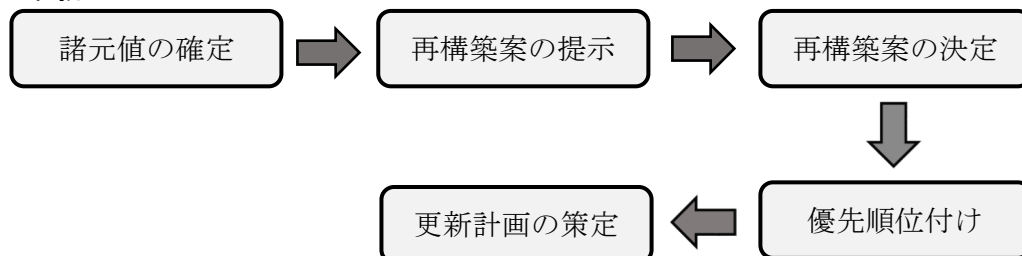 諸元値の確定
再構築案の提示
再構築案の決定
優先順位付け
更新計画の策定